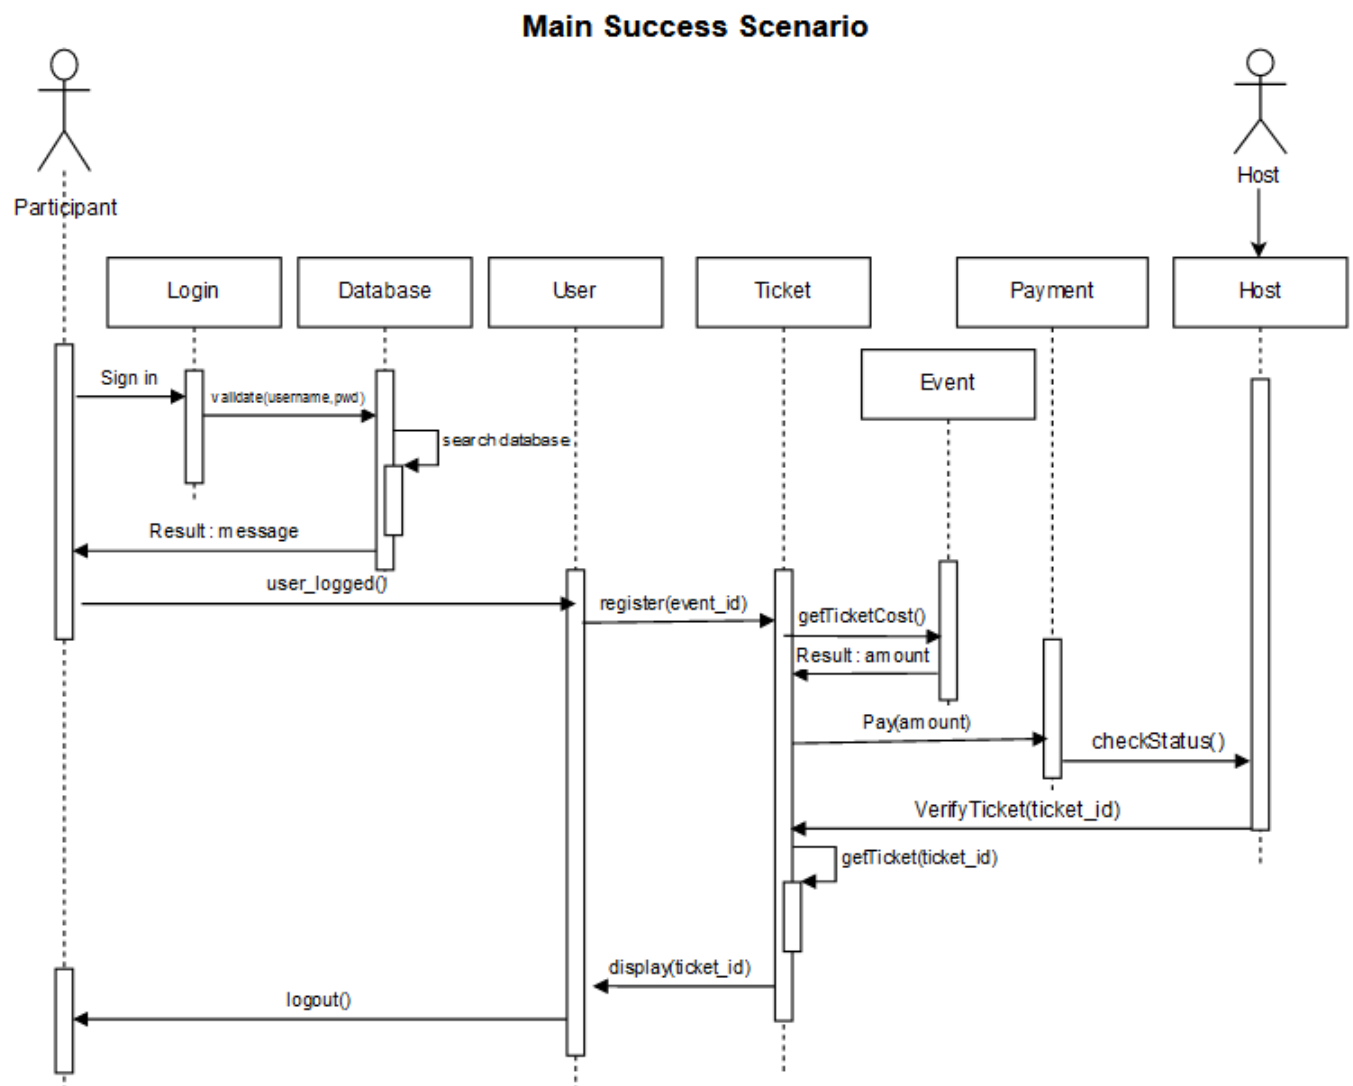 Main Success Scenario
Participant
Host
Login
Database
User
Ticket
Payment
Host
Event
Sign in
validate(username,pwd)
search database
Result : message
user_logged()
register(event_id)
getTicketCost()
Result : amount
Pay(amount)
checkStatus()
VerifyTicket(ticket_id)
getTicket(ticket_id)
display(ticket_id)
logout()